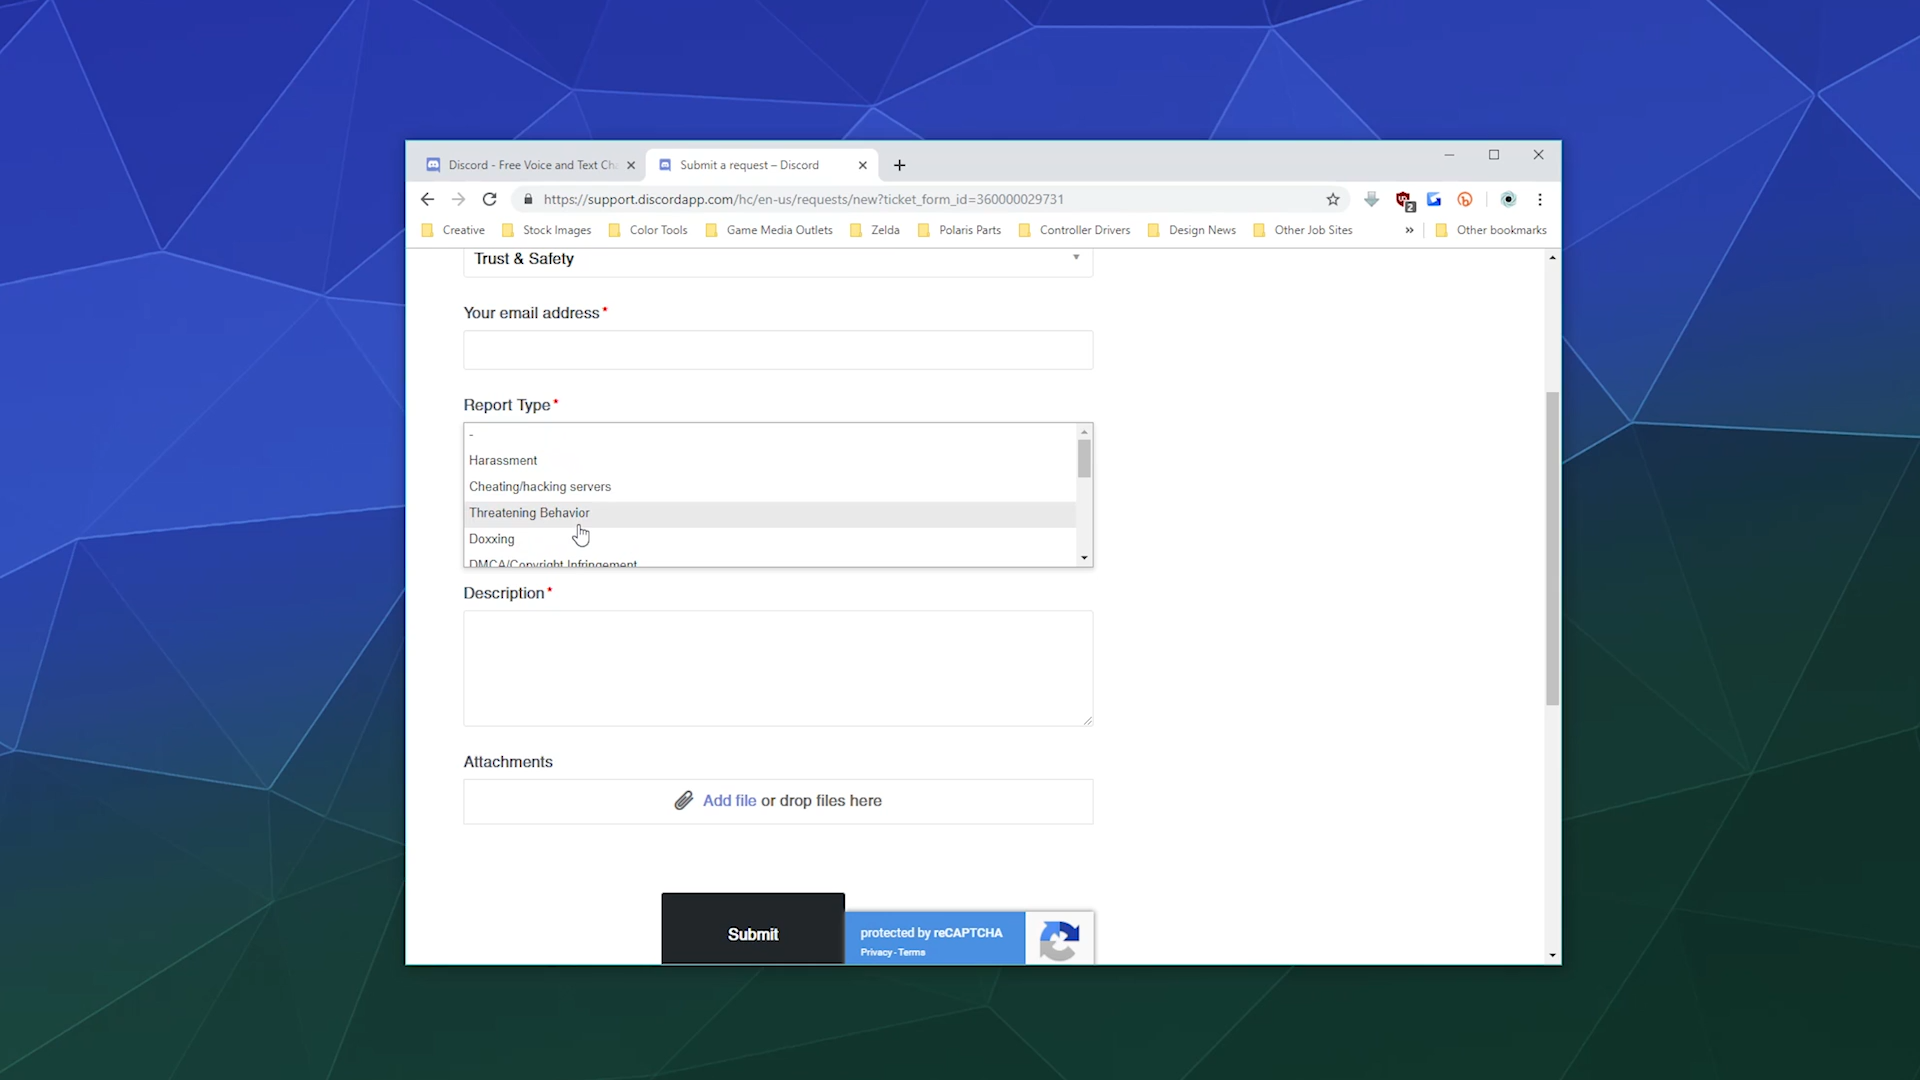 Discord - Free Voice and Text Ch
Submit a request – Discord
https://support.discordapp.com/hc/en-us/requests/new?ticket_form_id=360000029731
2
Creative
Stock Images
Color Tools
Game Media Outlets
Zelda
Polaris Parts
Controller Drivers
Design News
Other Job Sites
»
Other bookmarks
Trust & Safety
Your email address*
Report Type*
-
Harassment
Cheating/hacking servers
Threatening Behavior
Doxxing
DMCA/Copyright Infringement
Description*
Attachments
Add file or drop files here
Submit
protected by reCAPTCHA
Privacy - Terms